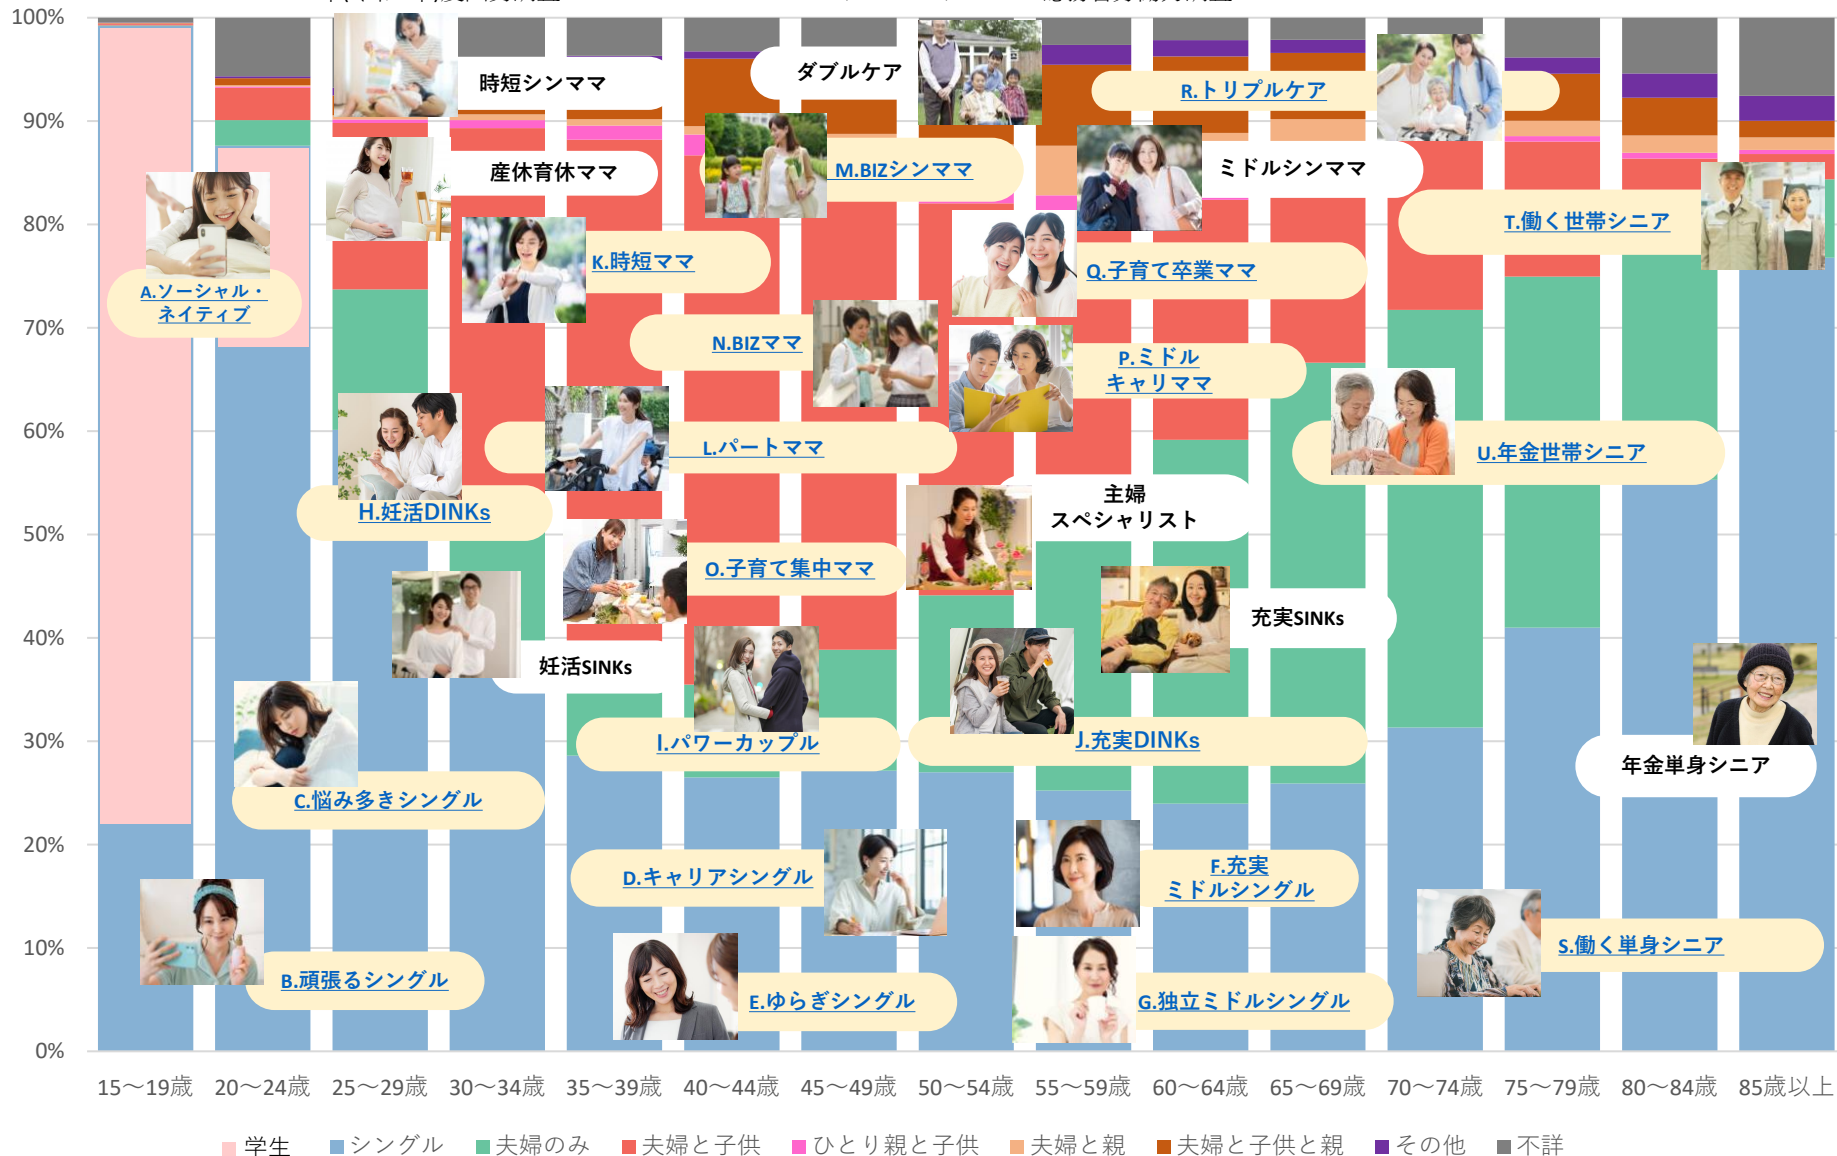 100%
90%
80%
70%
60%
50%
40%
30%
20%
10%
0%
時短シンママ
ダブルケア
R.トリプルケア
産休育休ママ
M.BIZシンママ
ミドルシンママ
T.働く世帯シニア
K.時短ママ
Q.子育て卒業ママ
A.ソーシャル・
ネイティブ
N.BIZママ
P.ミドル
キャリママ
L.パートママ
U.年金世帯シニア
H.妊活DINKs
主婦
スペシャリスト
O.子育て集中ママ
充実SINKs
妊活SINKs
I.パワーカップル
J.充実DINKs
年金単身シニア
C.悩み多きシングル
D.キャリアシングル
F.充実
ミドルシングル
S.働く単身シニア
B.頑張るシングル
E.ゆらぎシングル
G.独立ミドルシングル
15～19歳 20～24歳 25～29歳 30～34歳 35～39歳 40～44歳 45～49歳 50～54歳 55～59歳 60～64歳 65～69歳 70～74歳 75～79歳 80～84歳 85歳以上
学生 シングル 夫婦のみ 夫婦と子供 ひとり親と子供 夫婦と親 夫婦と子供と親 その他 不詳